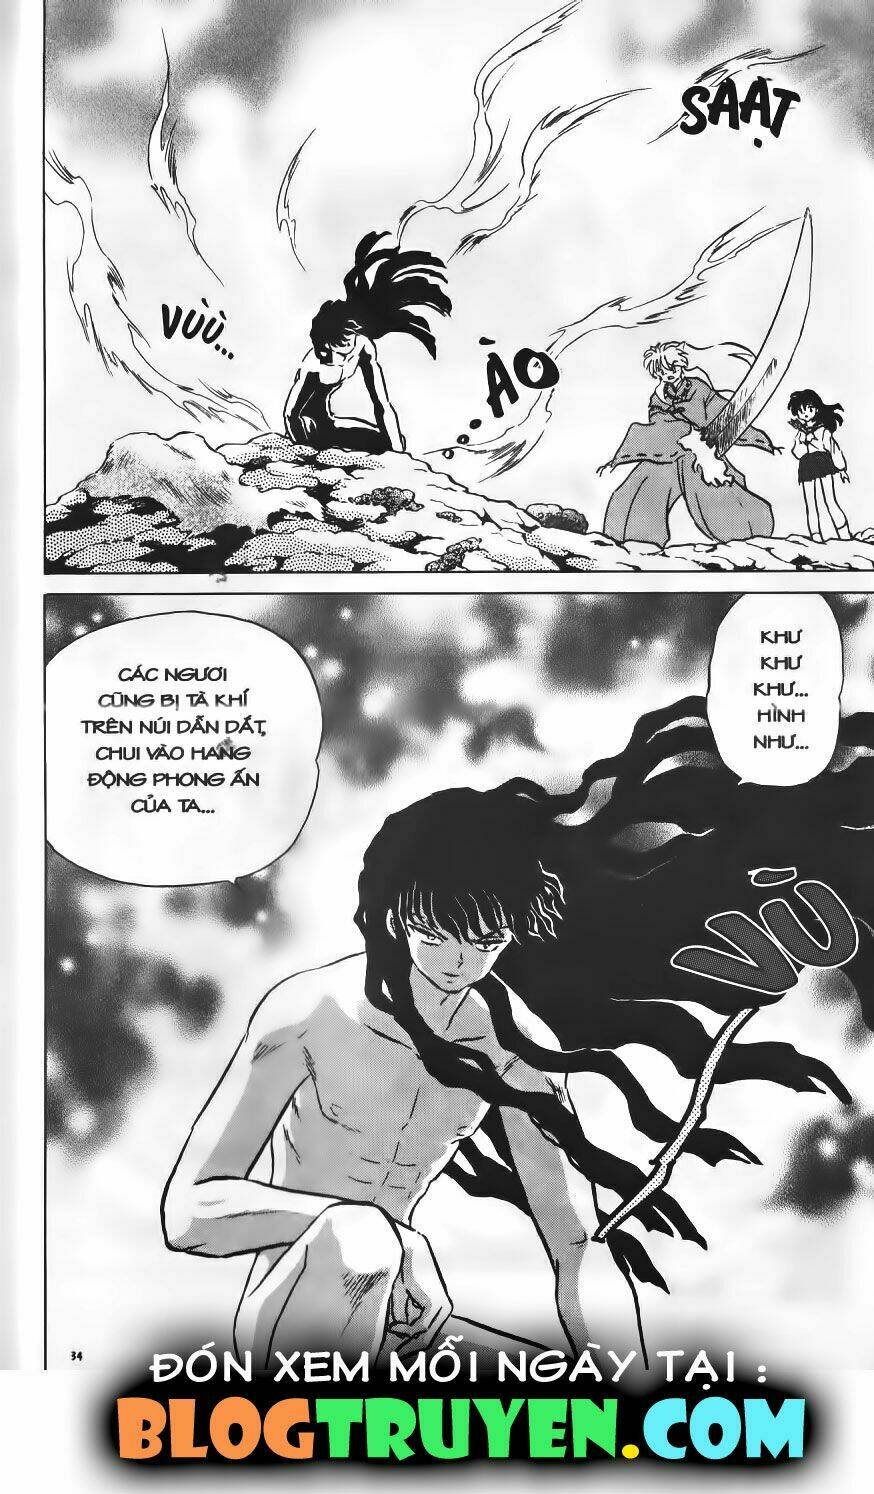 SAẠT
VÙÙ...
ÀO
KHƯ
KHƯ
KHƯ...
HÌNH
NHƯ...
CÁC NGƯƠI
CŨNG BỊ TÀ KHÍ
TRÊN NÚI DẪN DẮT,
CHUI VÀO HANG
ĐỘNG PHONG ẤN
CỦA TA...
VÙ
34
ĐÓN XEM MỖI NGÀY TẠI :
BLOGTRUYEN.COM